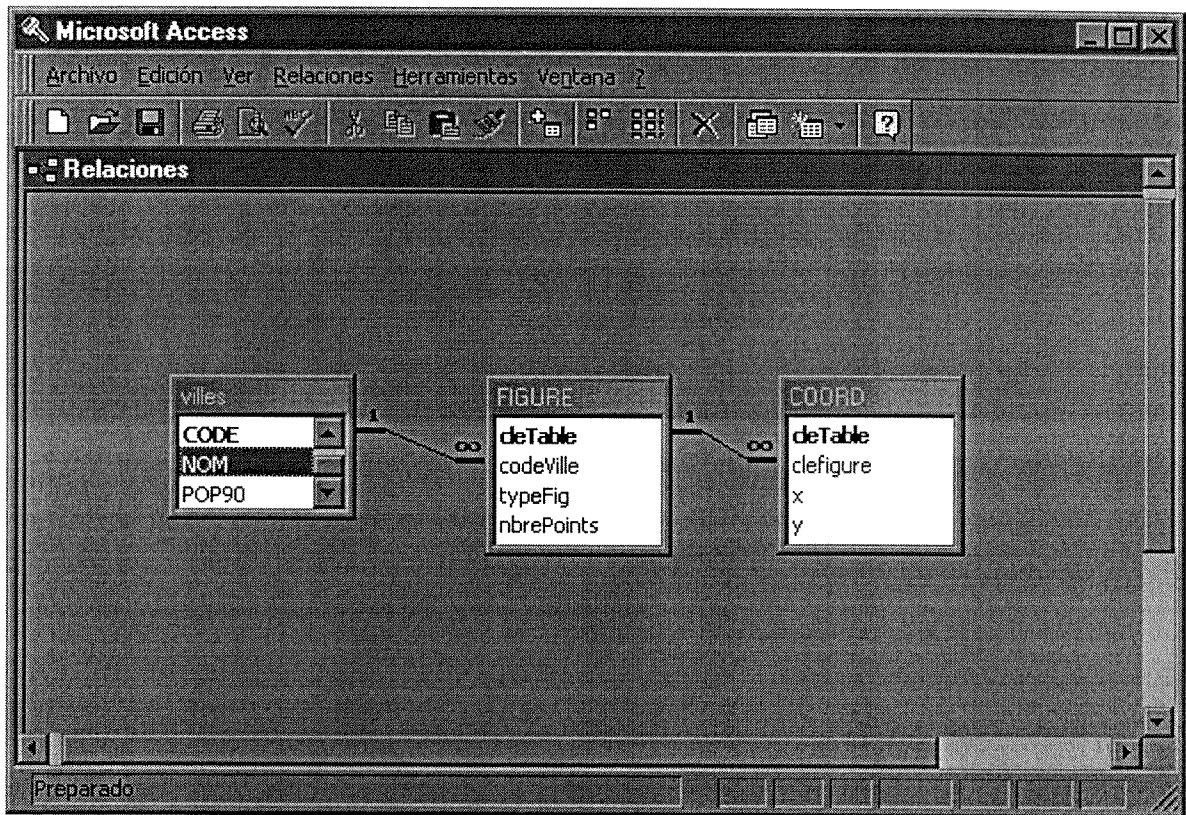 Microsoft Access
Archivo Edición Ver Relaciones Herramientas Ventana ?
Relaciones
villes
CODE
NOM
POP90
1
∞
FIGURE
cleTable
codeVille
typeFig
nbrePoints
1
∞
COORD
cleTable
clefigure
x
y
Preparado